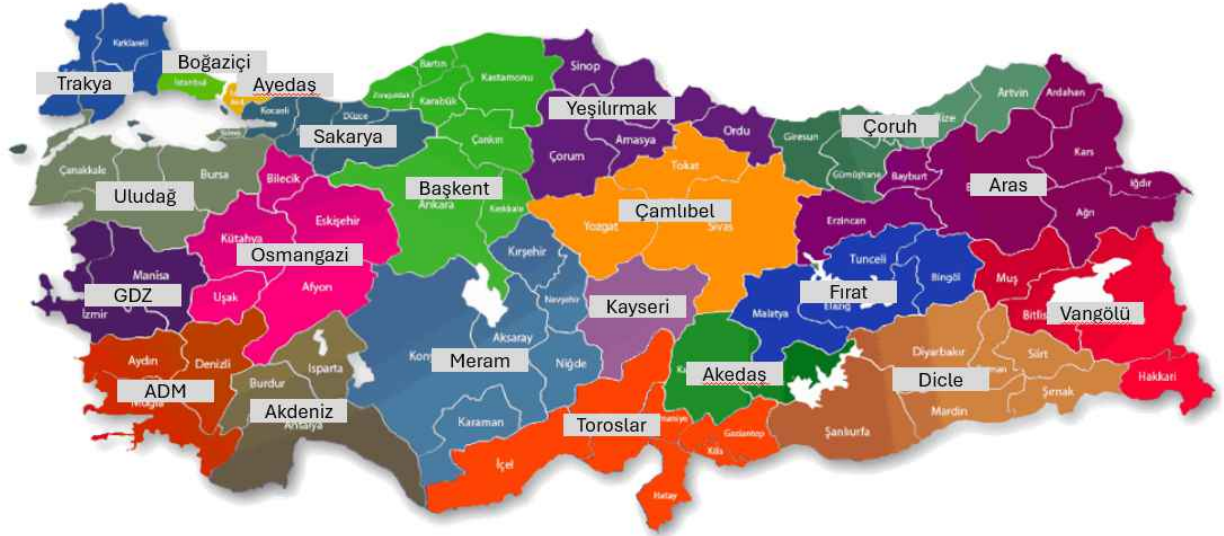 Kırklareli
Trakya
Boğaziçi
İstanbul
Ayedaş
Kocaeli
Düzce
Sakarya
Bartın
Kastamonu
Zonguldak
Karabük
Çankırı
Başkent
Ankara
Kırıkkale
Sinop
Yeşilırmak
Çorum
Amasya
Ordu
Tokat
Çamlıbel
Yozgat
Sivas
Giresun
Çoruh
Gümüşhane
Artvin
Ardahan
Kars
Bayburt
Aras
Iğdır
Ağrı
Erzincan
Çanakkale
Bursa
Uludağ
Bilecik
Eskişehir
Kütahya
Osmangazi
Uşak
Afyon
Manisa
GDZ
İzmir
Aydın
Denizli
ADM
Isparta
Burdur
Akdeniz
Antalya
Kırşehir
Nevşehir
Aksaray
Meram
Niğde
Karaman
Kayseri
Tunceli
Bingöl
Fırat
Elazığ
Malatya
Muş
Bitlis
Vangölü
Hakkari
Akedaş
Diyarbakır
Siirt
Dicle
Şırnak
Mardin
Şanlıurfa
Toroslar
İçel
Gaziantep
Kilis
Hatay